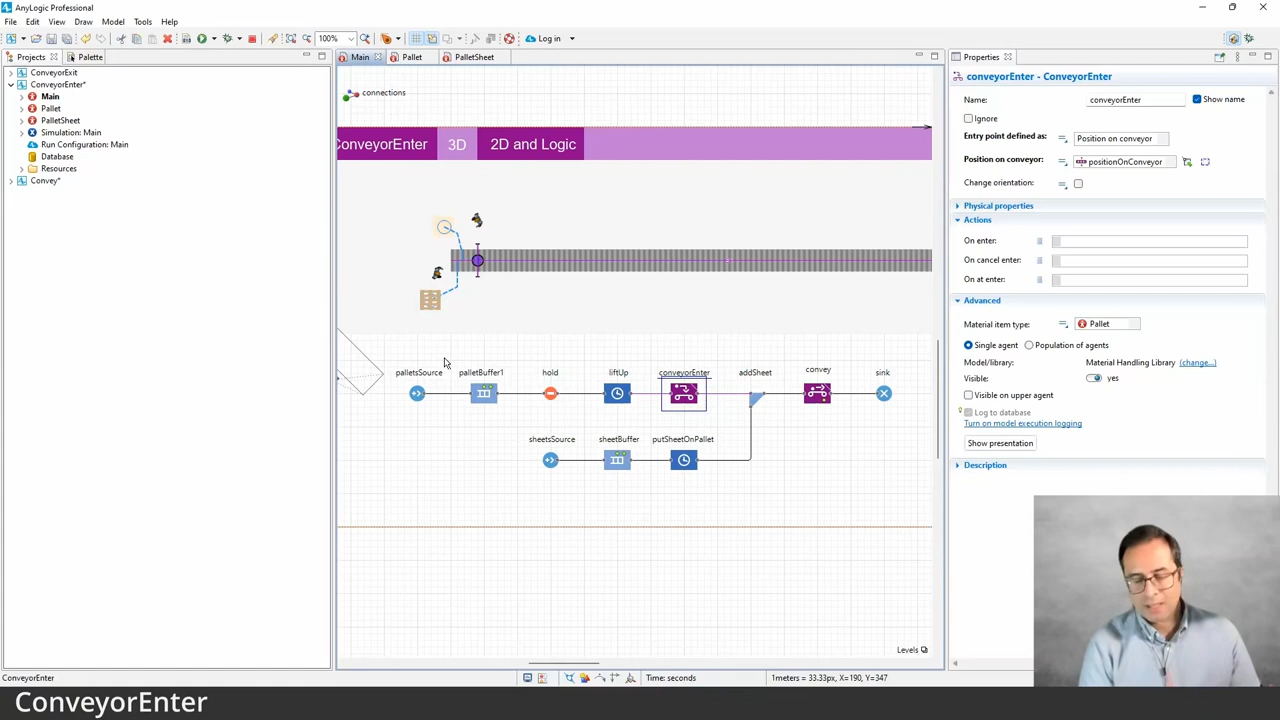 AnyLogic Professional
File Edit View Draw Model Tools Help
100% Log in
Projects Palette
ConveyorExit
ConveyorEnter*
Main
Pallet
PalletSheet
Simulation: Main
Run Configuration: Main
Database
Resources
Convey*
Main Pallet PalletSheet
connections
ConveyorEnter 3D 2D and Logic
palletsSource palletBuffer1 hold liftUp conveyorEnter addSheet convey sink
sheetsSource sheetBuffer putSheetOnPallet
Levels
Properties
conveyorEnter - ConveyorEnter
Name: conveyorEnter Show name
Ignore
Entry point defined as: Position on conveyor
Position on conveyor: positionOnConveyor
Change orientation:
Physical properties
Actions
On enter:
On cancel enter:
On at enter:
Advanced
Material item type: Pallet
Single agent Population of agents
Model/library: Material Handling Library (change...)
Visible: yes
Visible on upper agent
Log to database
Turn on model execution logging
Show presentation
Description
ConveyorEnter Time: seconds 1meters = 33.33px, X=190, Y=347
ConveyorEnter